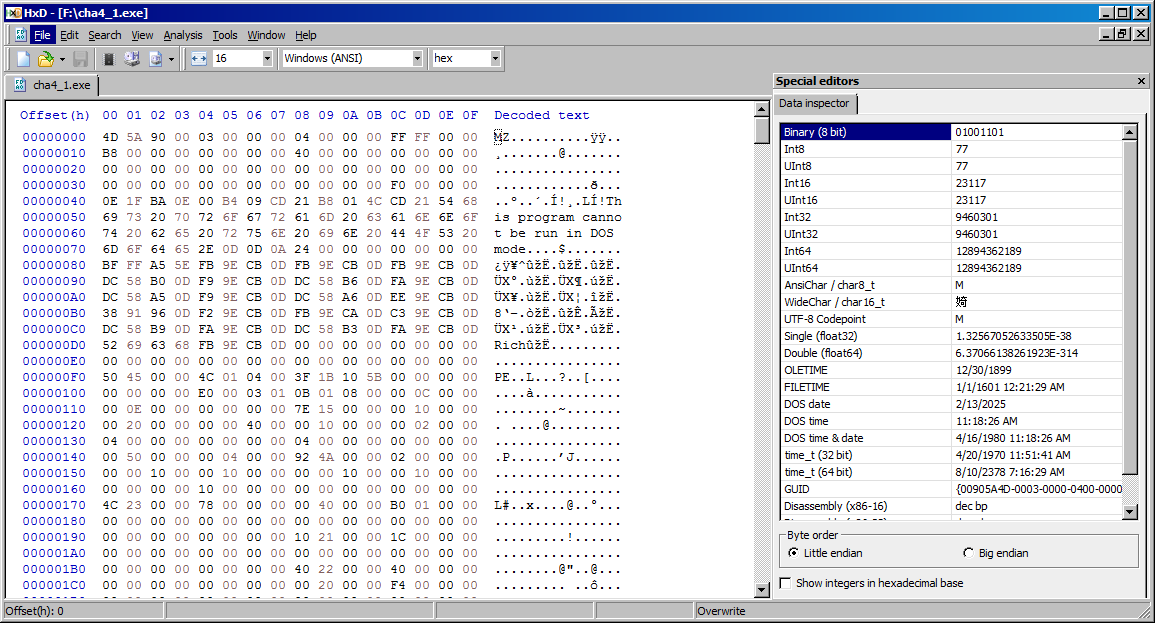 HxD - [F:\cha4_1.exe]
File Edit Search View Analysis Tools Window Help
16 Windows (ANSI) hex
cha4_1.exe
Offset(h) 00 01 02 03 04 05 06 07 08 09 0A 0B 0C 0D 0E 0F Decoded text
00000000 4D 5A 90 00 03 00 00 00 04 00 00 00 FF FF 00 00 MZ..........ÿÿ..
00000010 B8 00 00 00 00 00 00 00 40 00 00 00 00 00 00 00 ¸.......@.......
00000020 00 00 00 00 00 00 00 00 00 00 00 00 00 00 00 00 ................
00000030 00 00 00 00 00 00 00 00 00 00 00 00 F0 00 00 00 ............ð...
00000040 0E 1F BA 0E 00 B4 09 CD 21 B8 01 4C CD 21 54 68 ..º..´.Í!¸.LÍ!Th
00000050 69 73 20 70 72 6F 67 72 61 6D 20 63 61 6E 6E 6F is program canno
00000060 74 20 62 65 20 72 75 6E 20 69 6E 20 44 4F 53 20 t be run in DOS
00000070 6D 6F 64 65 2E 0D 0D 0A 24 00 00 00 00 00 00 00 mode....$.......
00000080 BF FF A5 5E FB 9E CB 0D FB 9E CB 0D FB 9E CB 0D ¿ÿ¥^ûžË.ûžË.ûžË.
00000090 DC 58 B0 0D F9 9E CB 0D DC 58 B6 0D FA 9E CB 0D ÜX°.ùžË.ÜX¶.úžË.
000000A0 DC 58 A5 0D F9 9E CB 0D DC 58 A6 0D EE 9E CB 0D ÜX¥.ùžË.ÜX¦.îžË.
000000B0 38 91 96 0D F2 9E CB 0D FB 9E CA 0D C3 9E CB 0D 8‘–.òžË.ûžÊ.ÃžË.
000000C0 DC 58 B9 0D FA 9E CB 0D DC 58 B3 0D FA 9E CB 0D ÜX¹.úžË.ÜX³.úžË.
000000D0 52 69 63 68 FB 9E CB 0D 00 00 00 00 00 00 00 00 RichûžË.........
000000E0 00 00 00 00 00 00 00 00 00 00 00 00 00 00 00 00 ................
000000F0 50 45 00 00 4C 01 04 00 3F 1B 10 5B 00 00 00 00 PE..L...?..[....
00000100 00 00 00 00 E0 00 03 01 0B 01 08 00 00 0C 00 00 ....à...........
00000110 00 0E 00 00 00 00 00 00 7E 15 00 00 00 10 00 00 ........~.......
00000120 00 20 00 00 00 00 40 00 00 10 00 00 00 02 00 00 . ....@.........
00000130 04 00 00 00 00 00 00 00 04 00 00 00 00 00 00 00 ................
00000140 00 50 00 00 00 04 00 00 92 4A 00 00 02 00 00 00 .P......’J......
00000150 00 00 10 00 00 10 00 00 00 00 10 00 00 10 00 00 ................
00000160 00 00 00 00 10 00 00 00 00 00 00 00 00 00 00 00 ................
00000170 4C 23 00 00 78 00 00 00 00 40 00 00 B0 01 00 00 L#..x....@..°...
00000180 00 00 00 00 00 00 00 00 00 00 00 00 00 00 00 00 ................
00000190 00 00 00 00 00 00 00 00 10 21 00 00 1C 00 00 00 .........!......
000001A0 00 00 00 00 00 00 00 00 00 00 00 00 00 00 00 00 ................
000001B0 00 00 00 00 00 00 00 00 40 22 00 00 40 00 00 00 ........@"..@...
000001C0 00 00 00 00 00 00 00 00 00 20 00 00 F4 00 00 00 ......... ..ô...
Special editors
Data inspector
Binary (8 bit) 01001101
Int8 77
UInt8 77
Int16 23117
UInt16 23117
Int32 9460301
UInt32 9460301
Int64 12894362189
UInt64 12894362189
AnsiChar / char8_t M
WideChar / char16_t 婍
UTF-8 Codepoint M
Single (float32) 1.32567052633505E-38
Double (float64) 6.37066138261923E-314
OLETIME 12/30/1899
FILETIME 1/1/1601 12:21:29 AM
DOS date 2/13/2025
DOS time 11:18:26 AM
DOS time & date 4/16/1980 11:18:26 AM
time_t (32 bit) 4/20/1970 11:51:41 AM
time_t (64 bit) 8/10/2378 7:16:29 AM
GUID {00905A4D-0003-0000-0400-0000
Disassembly (x86-16) dec bp
Byte order
Little endian Big endian
Show integers in hexadecimal base
Offset(h): 0 Overwrite